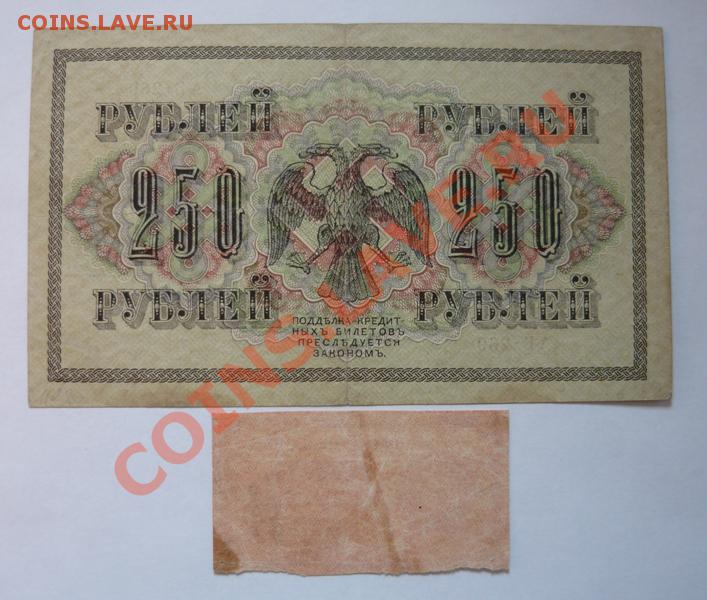 COINS.LAVE.RU
РУБЛЕЙ РУБЛЕЙ
250 250
РУБЛЕЙ РУБЛЕЙ
ПОДДѢЛКА КРЕДИТ-
НЫХЪ БИЛЕТОВЪ
ПРЕСЛѢДУЕТСЯ
ЗАКОНОМЪ.
COINS.LAVE.RU